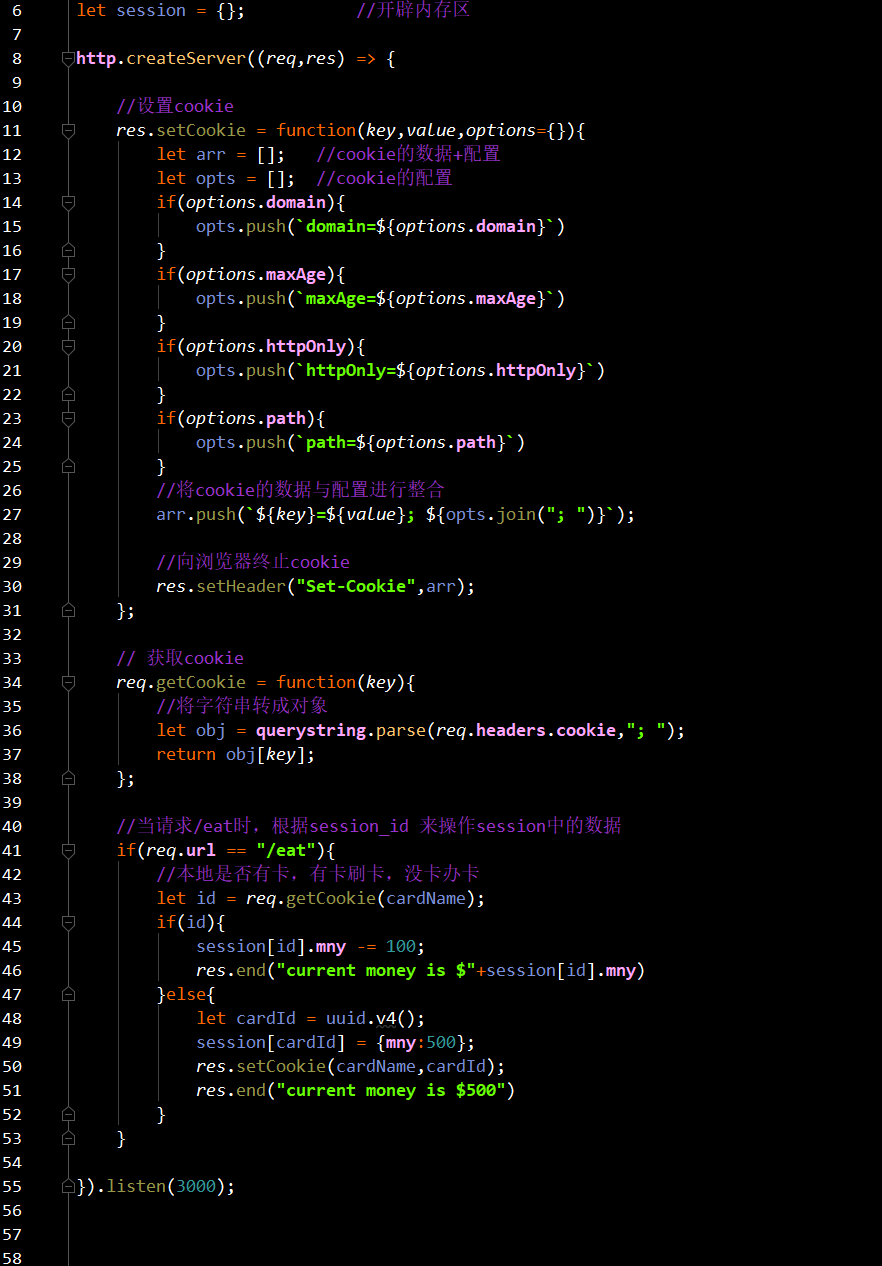 6 let session = {}; //开辟内存区
7
8 http.createServer((req,res) => {
9
10 //设置cookie
11 res.setCookie = function(key,value,options={}){
12 let arr = []; //cookie的数据+配置
13 let opts = []; //cookie的配置
14 if(options.domain){
15 opts.push(`domain=${options.domain}`)
16 }
17 if(options.maxAge){
18 opts.push(`maxAge=${options.maxAge}`)
19 }
20 if(options.httpOnly){
21 opts.push(`httpOnly=${options.httpOnly}`)
22 }
23 if(options.path){
24 opts.push(`path=${options.path}`)
25 }
26 //将cookie的数据与配置进行整合
27 arr.push(`${key}=${value}; ${opts.join("; ")}`);
28
29 //向浏览器终止cookie
30 res.setHeader("Set-Cookie",arr);
31 };
32
33 // 获取cookie
34 req.getCookie = function(key){
35 //将字符串转成对象
36 let obj = querystring.parse(req.headers.cookie,"; ");
37 return obj[key];
38 };
39
40 //当请求/eat时，根据session_id 来操作session中的数据
41 if(req.url == "/eat"){
42 //本地是否有卡，有卡刷卡，没卡办卡
43 let id = req.getCookie(cardName);
44 if(id){
45 session[id].mny -= 100;
46 res.end("current money is $"+session[id].mny)
47 }else{
48 let cardId = uuid.v4();
49 session[cardId] = {mny:500};
50 res.setCookie(cardName,cardId);
51 res.end("current money is $500")
52 }
53 }
54
55 }).listen(3000);
56
57
58